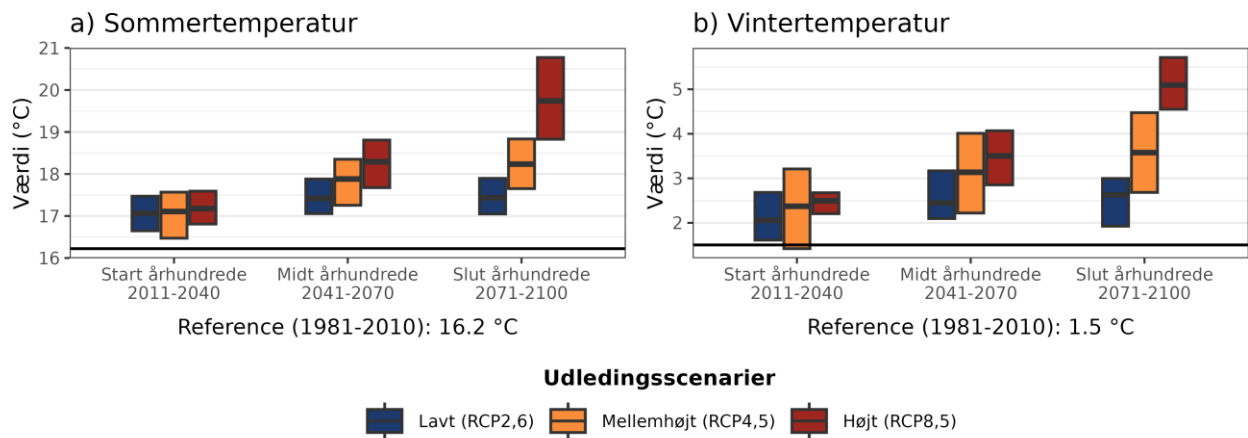 a) Sommertemperatur
Værdi (°C)
21
20
19
18
17
16
Start århundrede
2011-2040
Midt århundrede
2041-2070
Slut århundrede
2071-2100
Reference (1981-2010): 16.2 °C
b) Vintertemperatur
Værdi (°C)
5
4
3
2
Start århundrede
2011-2040
Midt århundrede
2041-2070
Slut århundrede
2071-2100
Reference (1981-2010): 1.5 °C
Udledingsscenarier
Lavt (RCP2,6)
Mellemhøjt (RCP4,5)
Højt (RCP8,5)